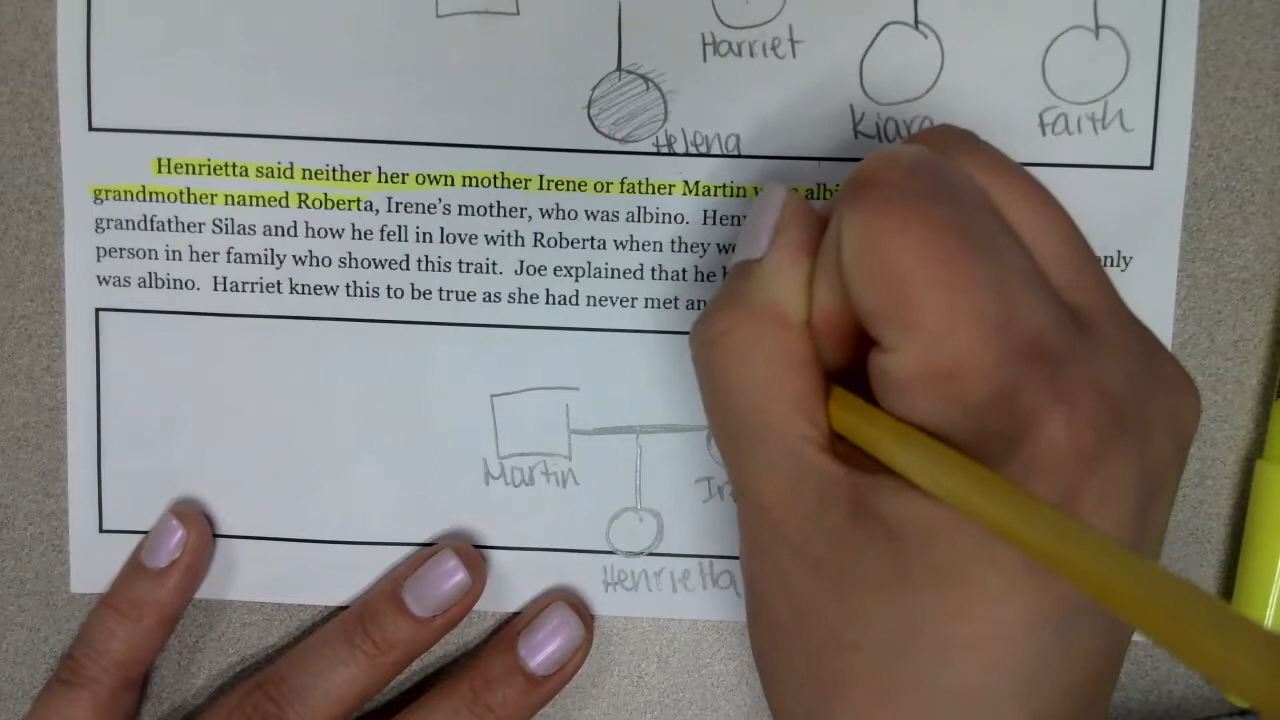 Harriet
Kiara
Faith
Helena
Henrietta said neither her own mother Irene or father Martin
grandmother named Roberta, Irene's mother, who was albino.
grandfather Silas and how he fell in love with Roberta when they
person in her family who showed this trait. Joe explained that he
was albino. Harriet knew this to be true as she had never met
Martin
Henrietta